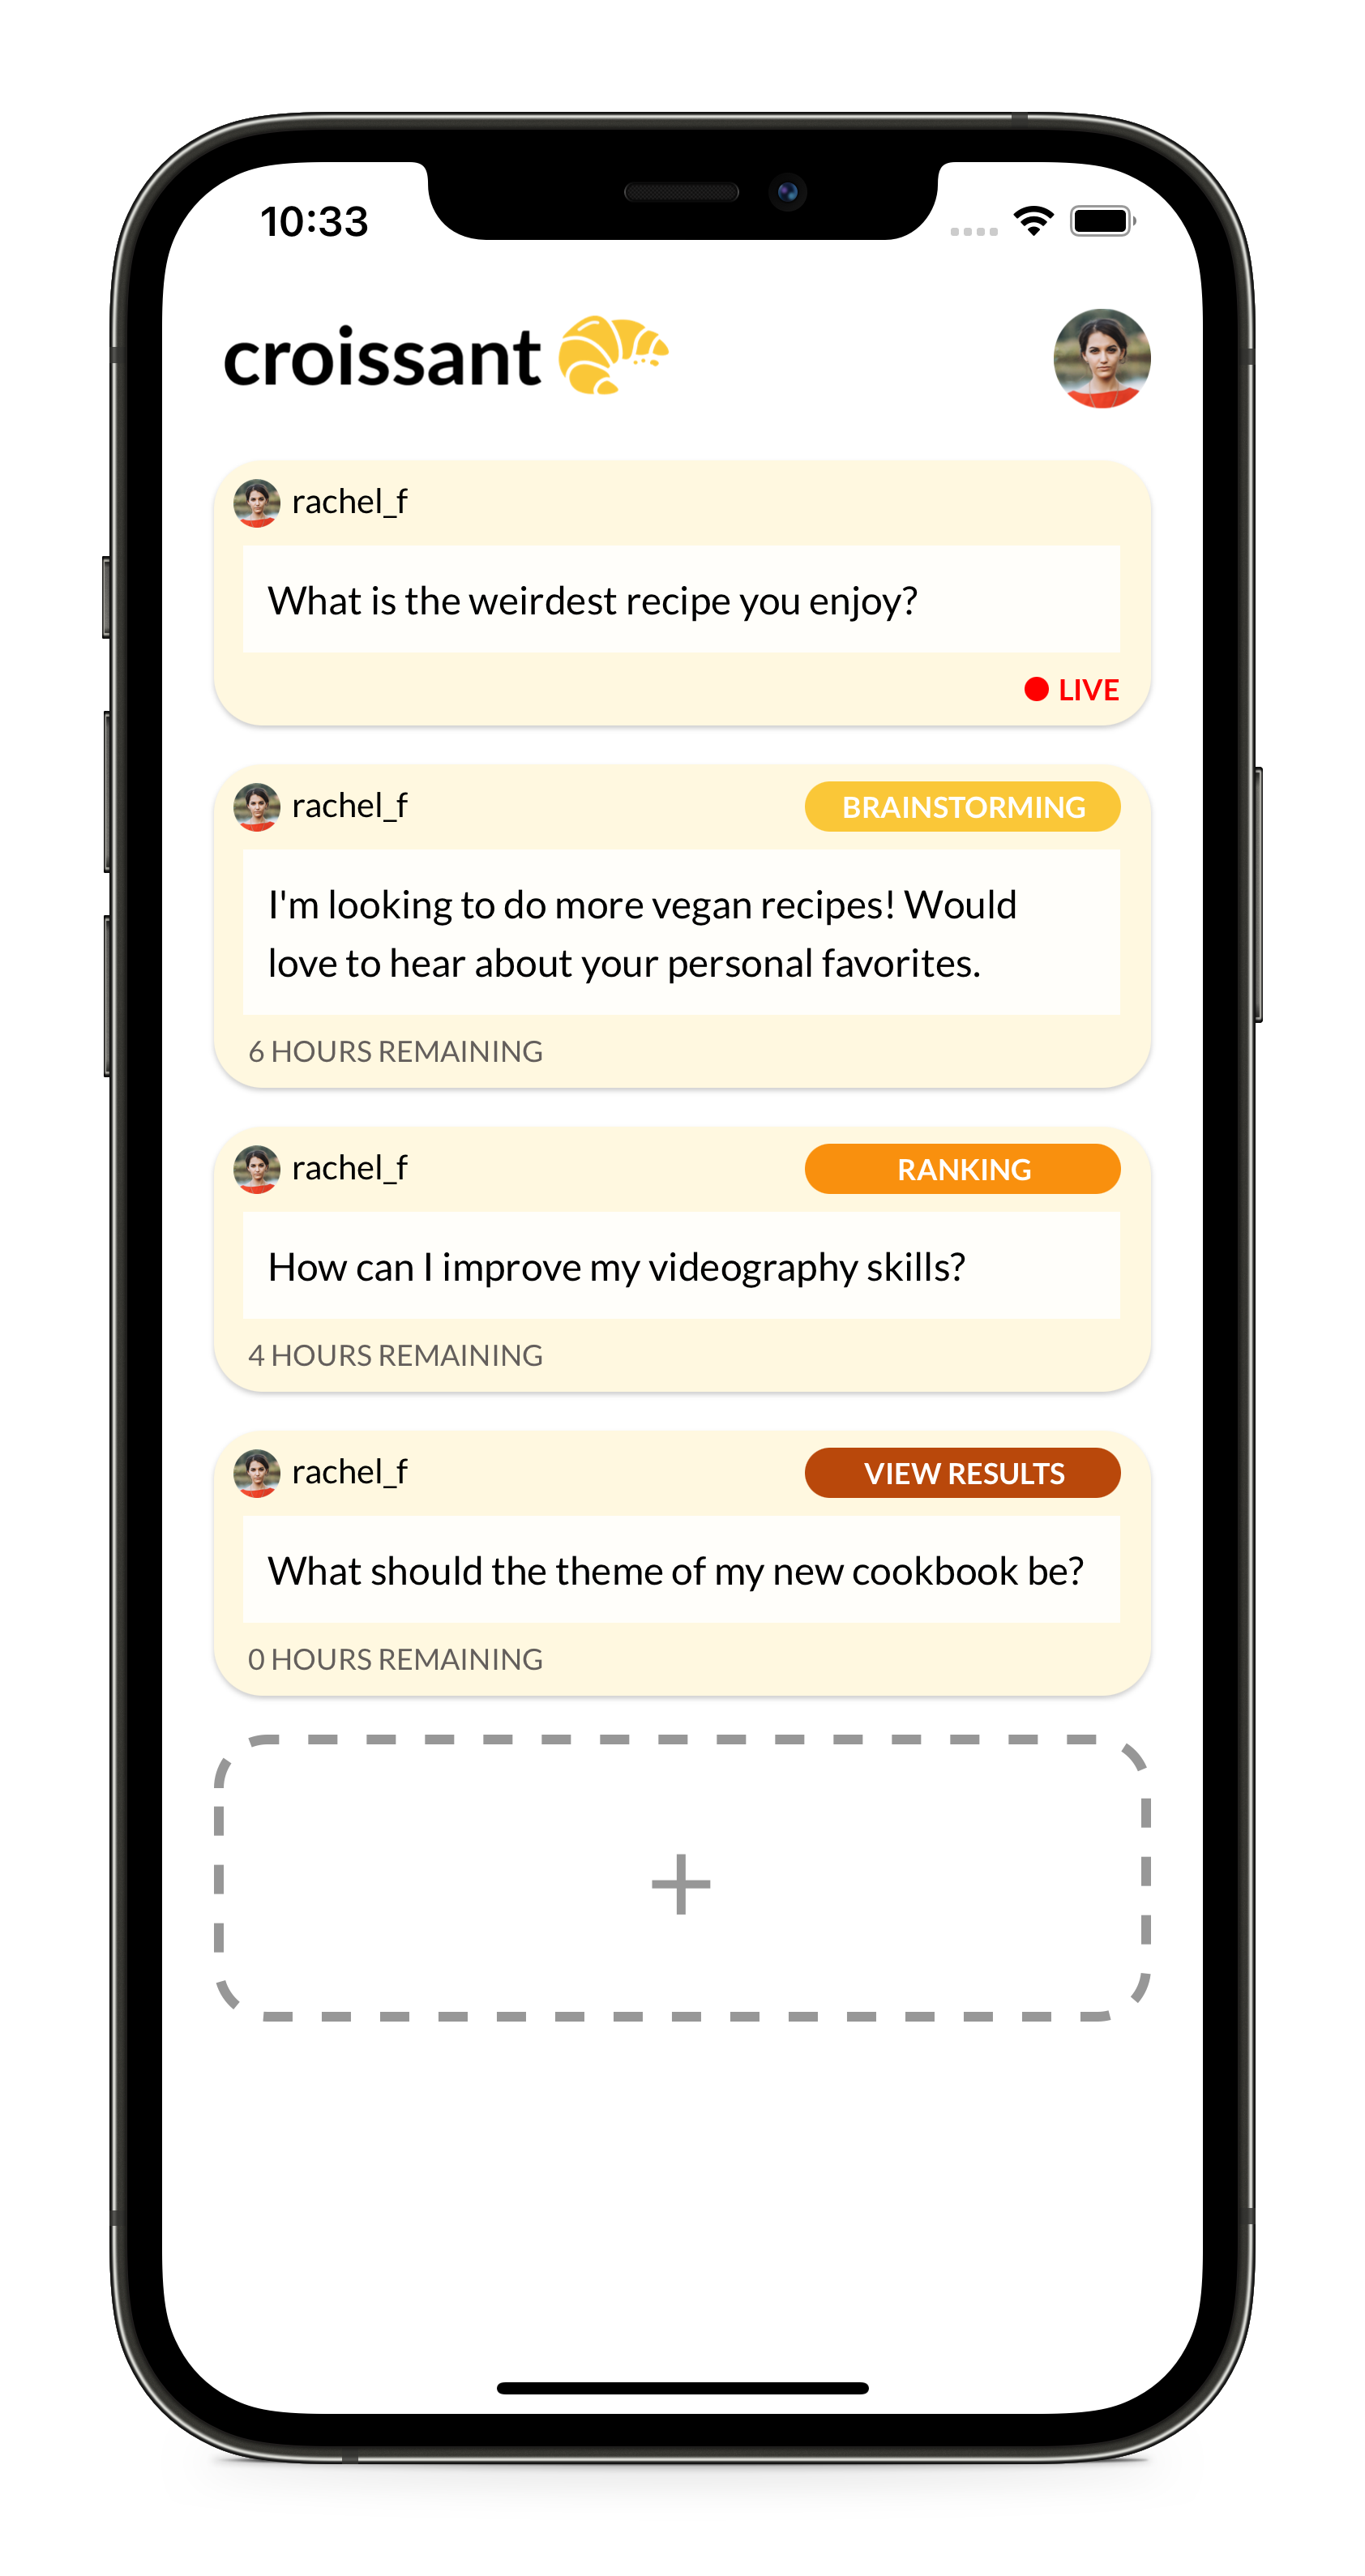 10:33
croissant
rachel_f
What is the weirdest recipe you enjoy?
LIVE
rachel_f
BRAINSTORMING
I'm looking to do more vegan recipes! Would
love to hear about your personal favorites.
6 HOURS REMAINING
rachel_f
RANKING
How can I improve my videography skills?
4 HOURS REMAINING
rachel_f
VIEW RESULTS
What should the theme of my new cookbook be?
0 HOURS REMAINING